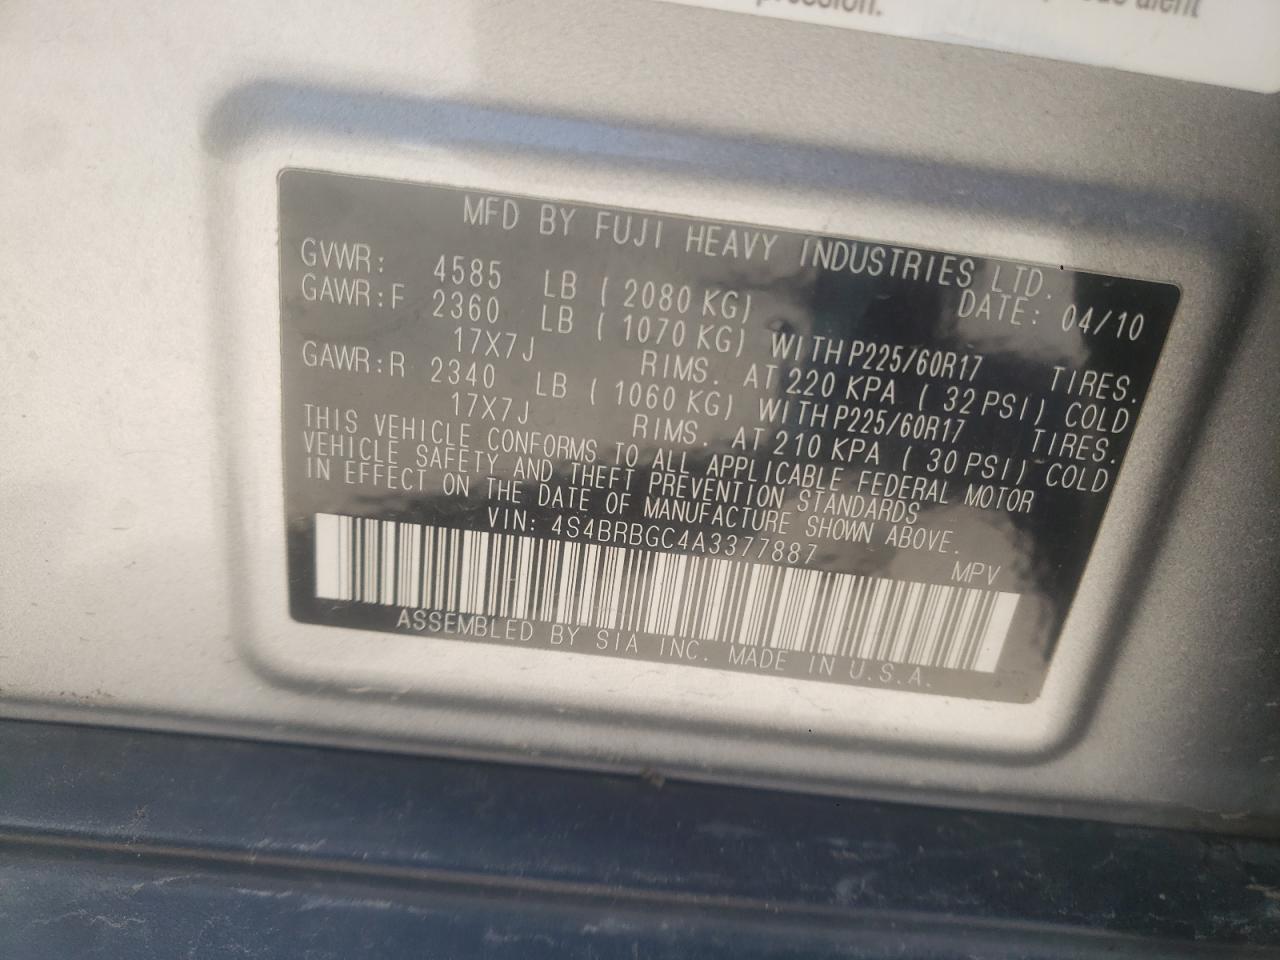 pression.
MFD BY FUJI HEAVY INDUSTRIES LTD.
DATE: 04/10
GVWR: 4585 LB ( 2080 KG)
GAWR:F 2360 LB ( 1070 KG) WITH P225/60R17 TIRES.
17X7J RIMS. AT 220 KPA ( 32 PSI) COLD
GAWR:R 2340 LB ( 1060 KG) WITH P225/60R17 TIRES.
17X7J RIMS. AT 210 KPA ( 30 PSI) COLD
THIS VEHICLE CONFORMS TO ALL APPLICABLE FEDERAL MOTOR
VEHICLE SAFETY AND THEFT PREVENTION STANDARDS
IN EFFECT ON THE DATE OF MANUFACTURE SHOWN ABOVE.
VIN: 4S4BRBGC4A3377887 MPV
ASSEMBLED BY SIA INC. MADE IN U.S.A.